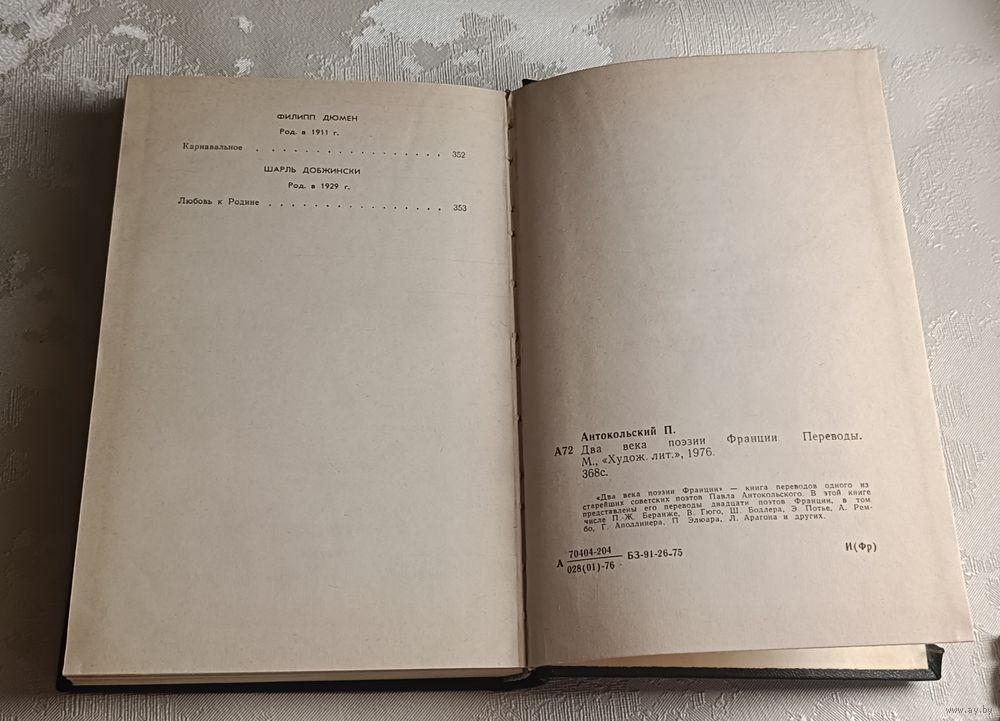 ФИЛИПП ДЮМЕН
Род. в 1911 г.
Карнавальное . . . . . . . . . . . . . . . . . 352
ШАРЛЬ ДОБЖИНСКИ
Род. в 1929 г.
Любовь к Родине . . . . . . . . . . . . . . . . 353
Антокольский П.
А72 Два века поэзии Франции. Переводы.
М., «Худож. лит.», 1976.
368с.
«Два века поэзии Франции» — книга переводов одного из
старейших советских поэтов Павла Антокольского. В этой книге
представлены его переводы двадцати поэтов Франции, в том
числе П.-Ж. Беранже, В. Гюго, Ш. Бодлера, Э. Потье, А. Рем-
бо, Г. Аполлинера, П. Элюара, Л. Арагона и других.
А 70404-204
028(01)-76 БЗ-91-26-75
И(Фр)
www.ay.by